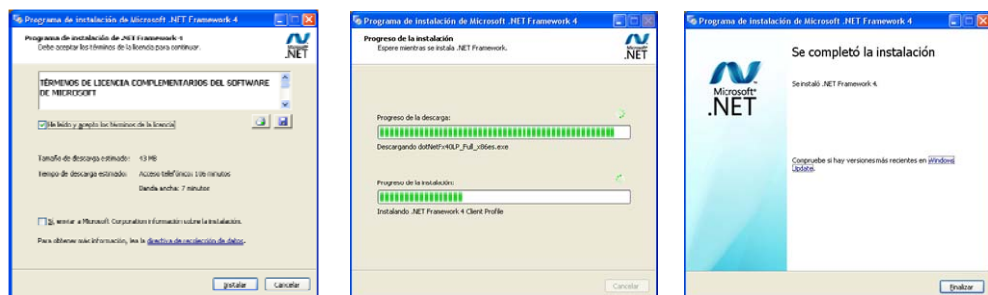 Programa de instalación de Microsoft .NET Framework 4
Programa de instalación de .NET Framework 4
Debe aceptar los términos de la licencia para continuar.
Microsoft
.NET
TÉRMINOS DE LICENCIA COMPLEMENTARIOS DEL SOFTWARE
DE MICROSOFT
He leído y acepto los términos de la licencia
Tamaño de descarga estimado: 43 MB
Tiempo de descarga estimado: Acceso telefónico: 106 minutos
Banda ancha: 7 minutos
Sí, enviar a Microsoft Corporation información sobre la instalación.
Para obtener más información, lea la directiva de recolección de datos.
Instalar
Cancelar
Programa de instalación de Microsoft .NET Framework 4
Progreso de la instalación
Espere mientras se instala .NET Framework.
Microsoft
.NET
Progreso de la descarga:
Descargando dotNetFx40LP_Full_x86es.exe
Progreso de la instalación:
Instalando .NET Framework 4 Client Profile
Cancelar
Programa de instalación de Microsoft .NET Framework 4
Microsoft
.NET
Se completó la instalación
Se instaló .NET Framework 4.
Compruebe si hay versiones más recientes en Windows
Update.
Finalizar